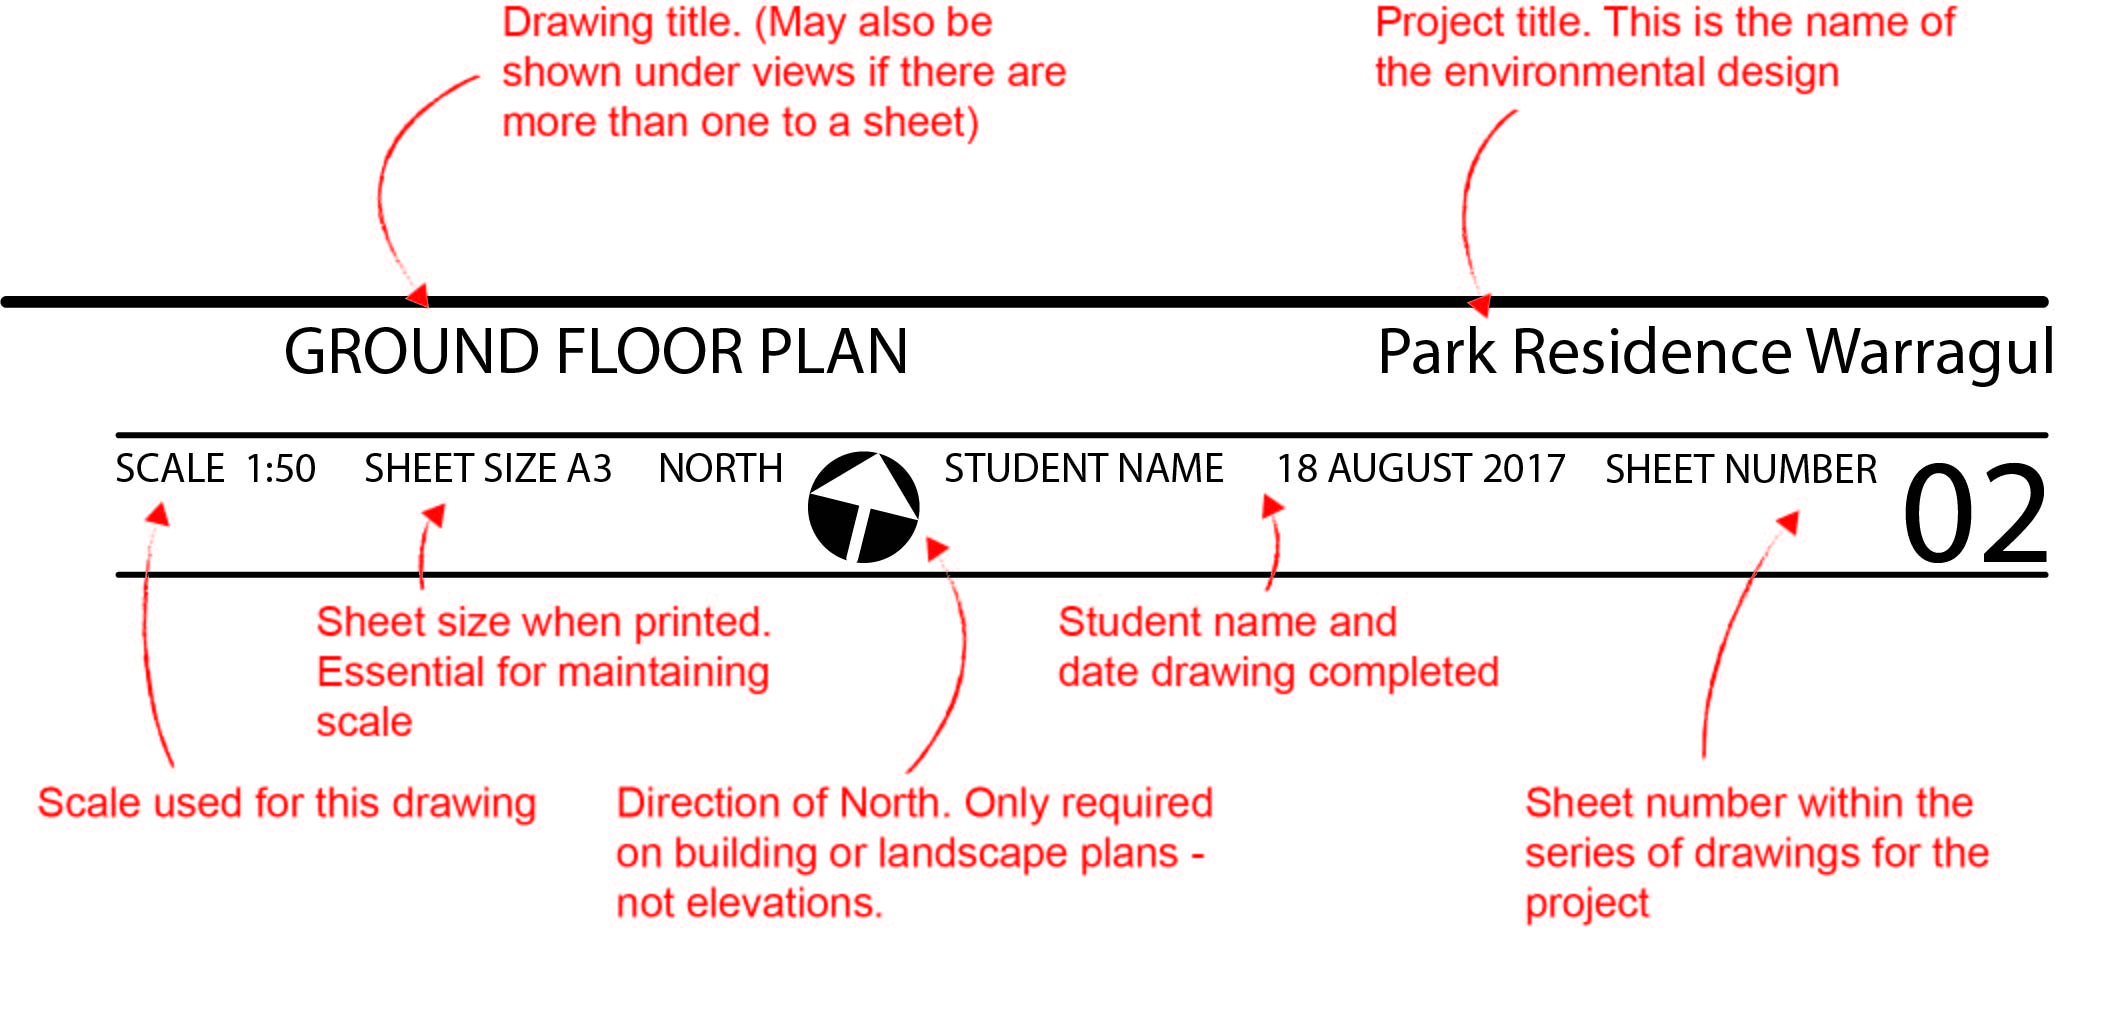 Drawing title. (May also be
shown under views if there are
more than one to a sheet)
Project title. This is the name of
the environmental design
GROUND FLOOR PLAN
Park Residence Warragul
SCALE 1:50 SHEET SIZE A3 NORTH STUDENT NAME 18 AUGUST 2017 SHEET NUMBER 02
Sheet size when printed.
Essential for maintaining
scale
Student name and
date drawing completed
Scale used for this drawing
Direction of North. Only required
on building or landscape plans -
not elevations.
Sheet number within the
series of drawings for the
project